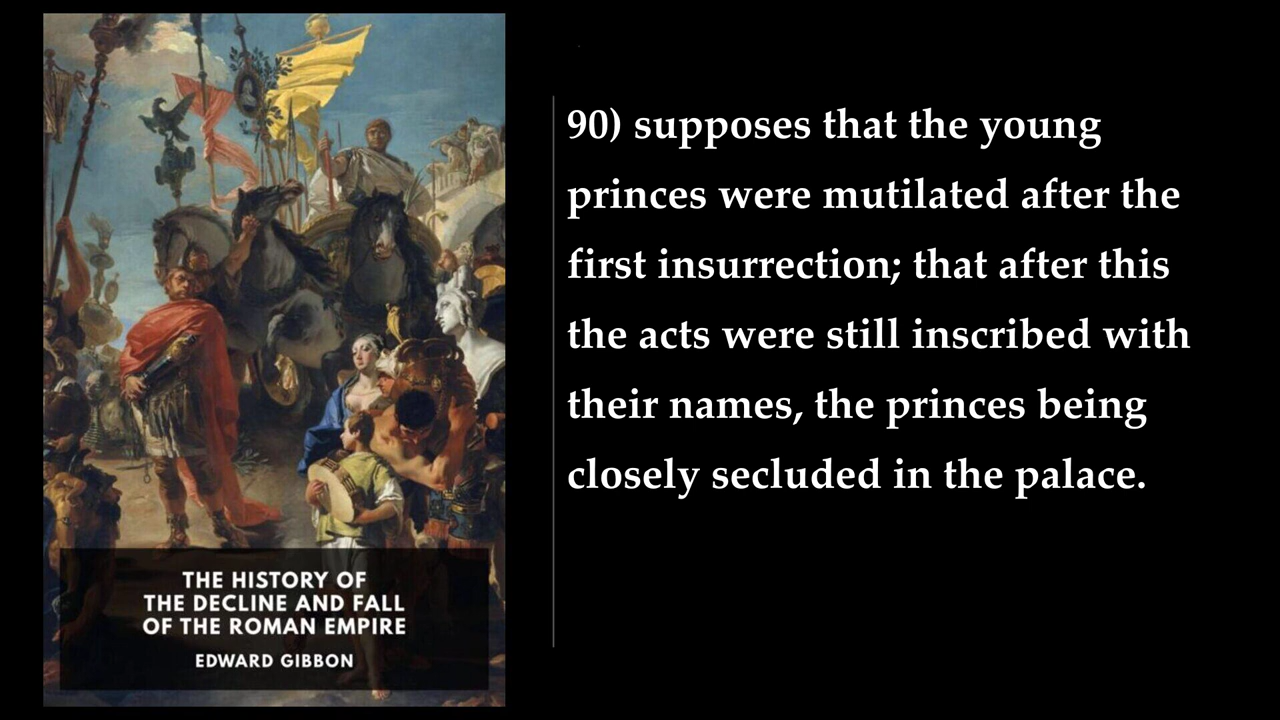 90) supposes that the young
princes were mutilated after the
first insurrection; that after this
the acts were still inscribed with
their names, the princes being
closely secluded in the palace.
THE HISTORY OF
THE DECLINE AND FALL
OF THE ROMAN EMPIRE
EDWARD GIBBON